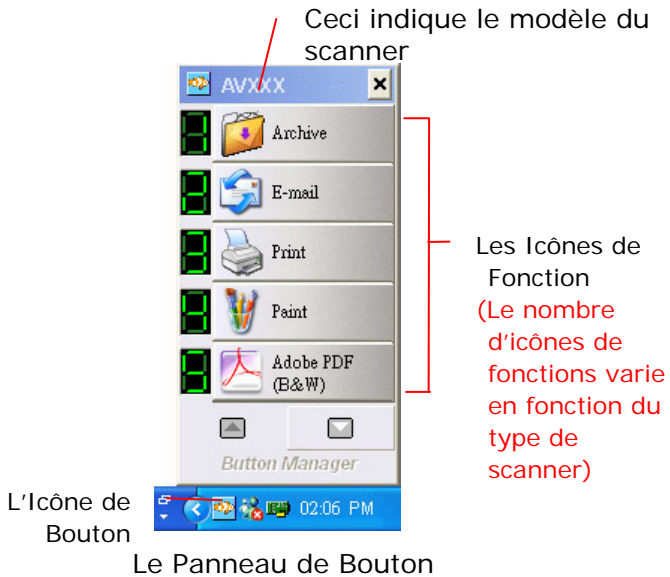 Ceci indique le modèle du
scanner
AVXXX
Archive
E-mail
Print
Paint
Adobe PDF
(B&W)
Button Manager
Les Icônes de
Fonction
(Le nombre
d'icônes de
fonctions varie
en fonction du
type de
scanner)
L'Icône de
Bouton
02:06 PM
Le Panneau de Bouton